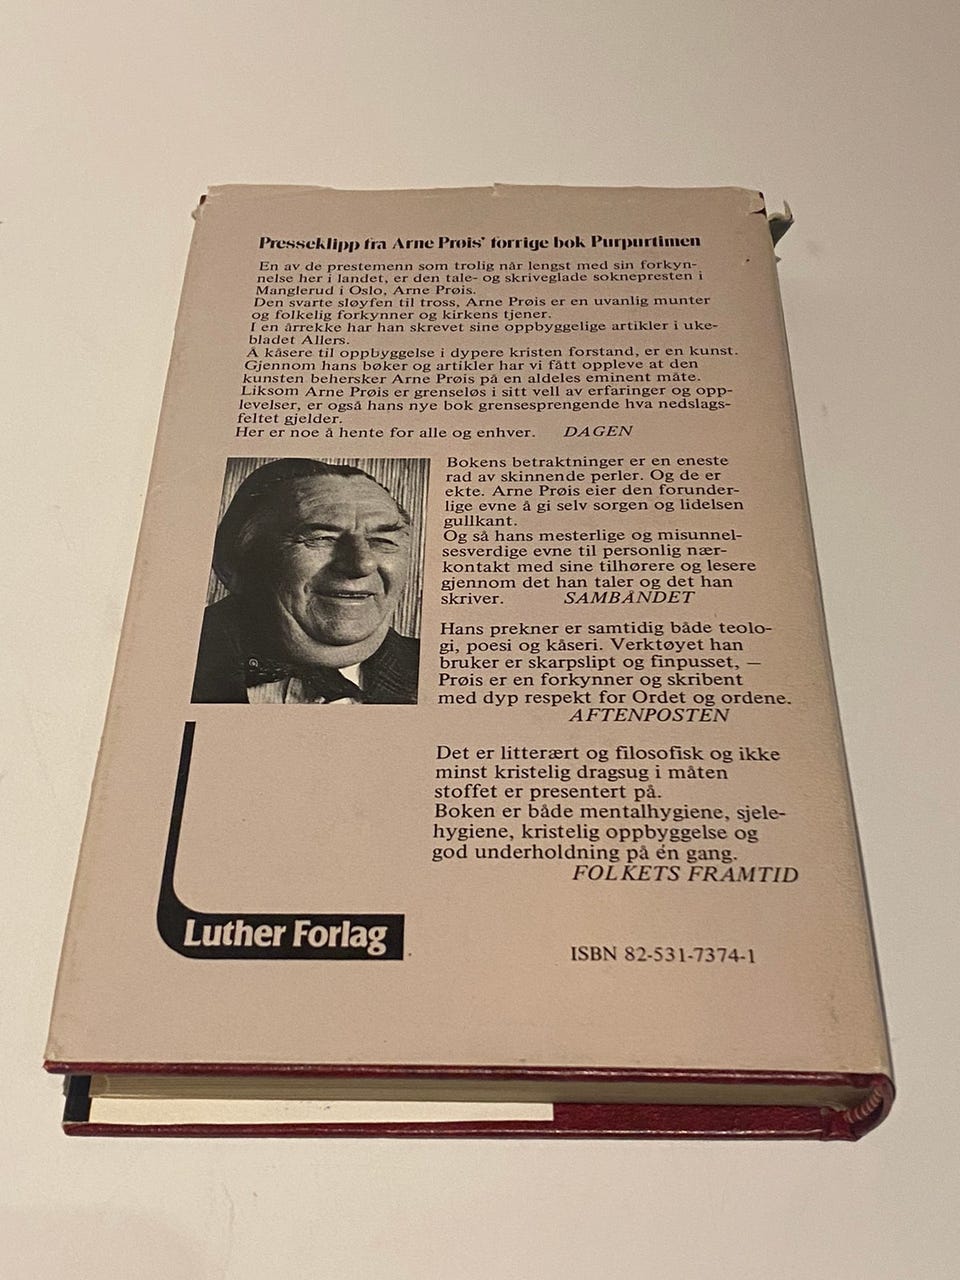 Presseklipp fra Arne Prøis' forrige bok Purpurtimen
En av de prestemenn som trolig når lengst med sin forkyn-
nelse her i landet, er den tale- og skriveglade soknepresten i
Manglerud i Oslo, Arne Prøis.
Den svarte sløyfen til tross, Arne Prøis er en uvanlig munter
og folkelig forkynner og kirkens tjener.
I en årrekke har han skrevet sine oppbyggelige artikler i uke-
bladet Allers.
Å kåsere til oppbyggelse i dypere kristen forstand, er en kunst.
Gjennom hans bøker og artikler har vi fått oppleve at den
kunsten behersker Arne Prøis på en aldeles eminent måte.
Liksom Arne Prøis er grenseløs i sitt vell av erfaringer og opp-
levelser, er også hans nye bok grensesprengende hva nedslags-
feltet gjelder.
Her er noe å hente for alle og enhver. DAGEN
Bokens betraktninger er en eneste
rad av skinnende perler. Og de er
ekte. Arne Prøis eier den forunder-
lige evne å gi selv sorgen og lidelsen
gullkant.
Og så hans mesterlige og misunnel-
sesverdige evne til personlig nær-
kontakt med sine tilhørere og lesere
gjennom det han taler og det han
skriver. SAMBÅNDET
Hans prekner er samtidig både teolo-
gi, poesi og kåseri. Verktøyet han
bruker er skarpslipt og finpusset, —
Prøis er en forkynner og skribent
med dyp respekt for Ordet og ordene.
AFTENPOSTEN
Det er litterært og filosofisk og ikke
minst kristelig dragsug i måten
stoffet er presentert på.
Boken er både mentalhygiene, sjele-
hygiene, kristelig oppbyggelse og
god underholdning på én gang.
FOLKETS FRAMTID
Luther Forlag
ISBN 82-531-7374-1